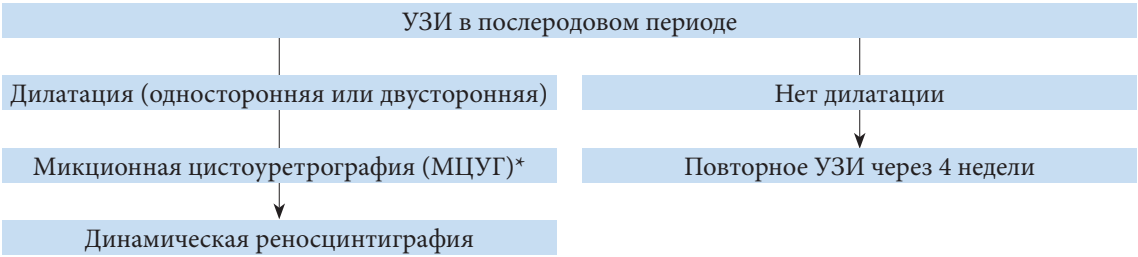 УЗИ в послеродовом периоде
Дилатация (односторонняя или двусторонняя)
Нет дилатации
Микционная цистоуретрография (МЦУГ)*
Повторное УЗИ через 4 недели
Динамическая реносцинтиграфия